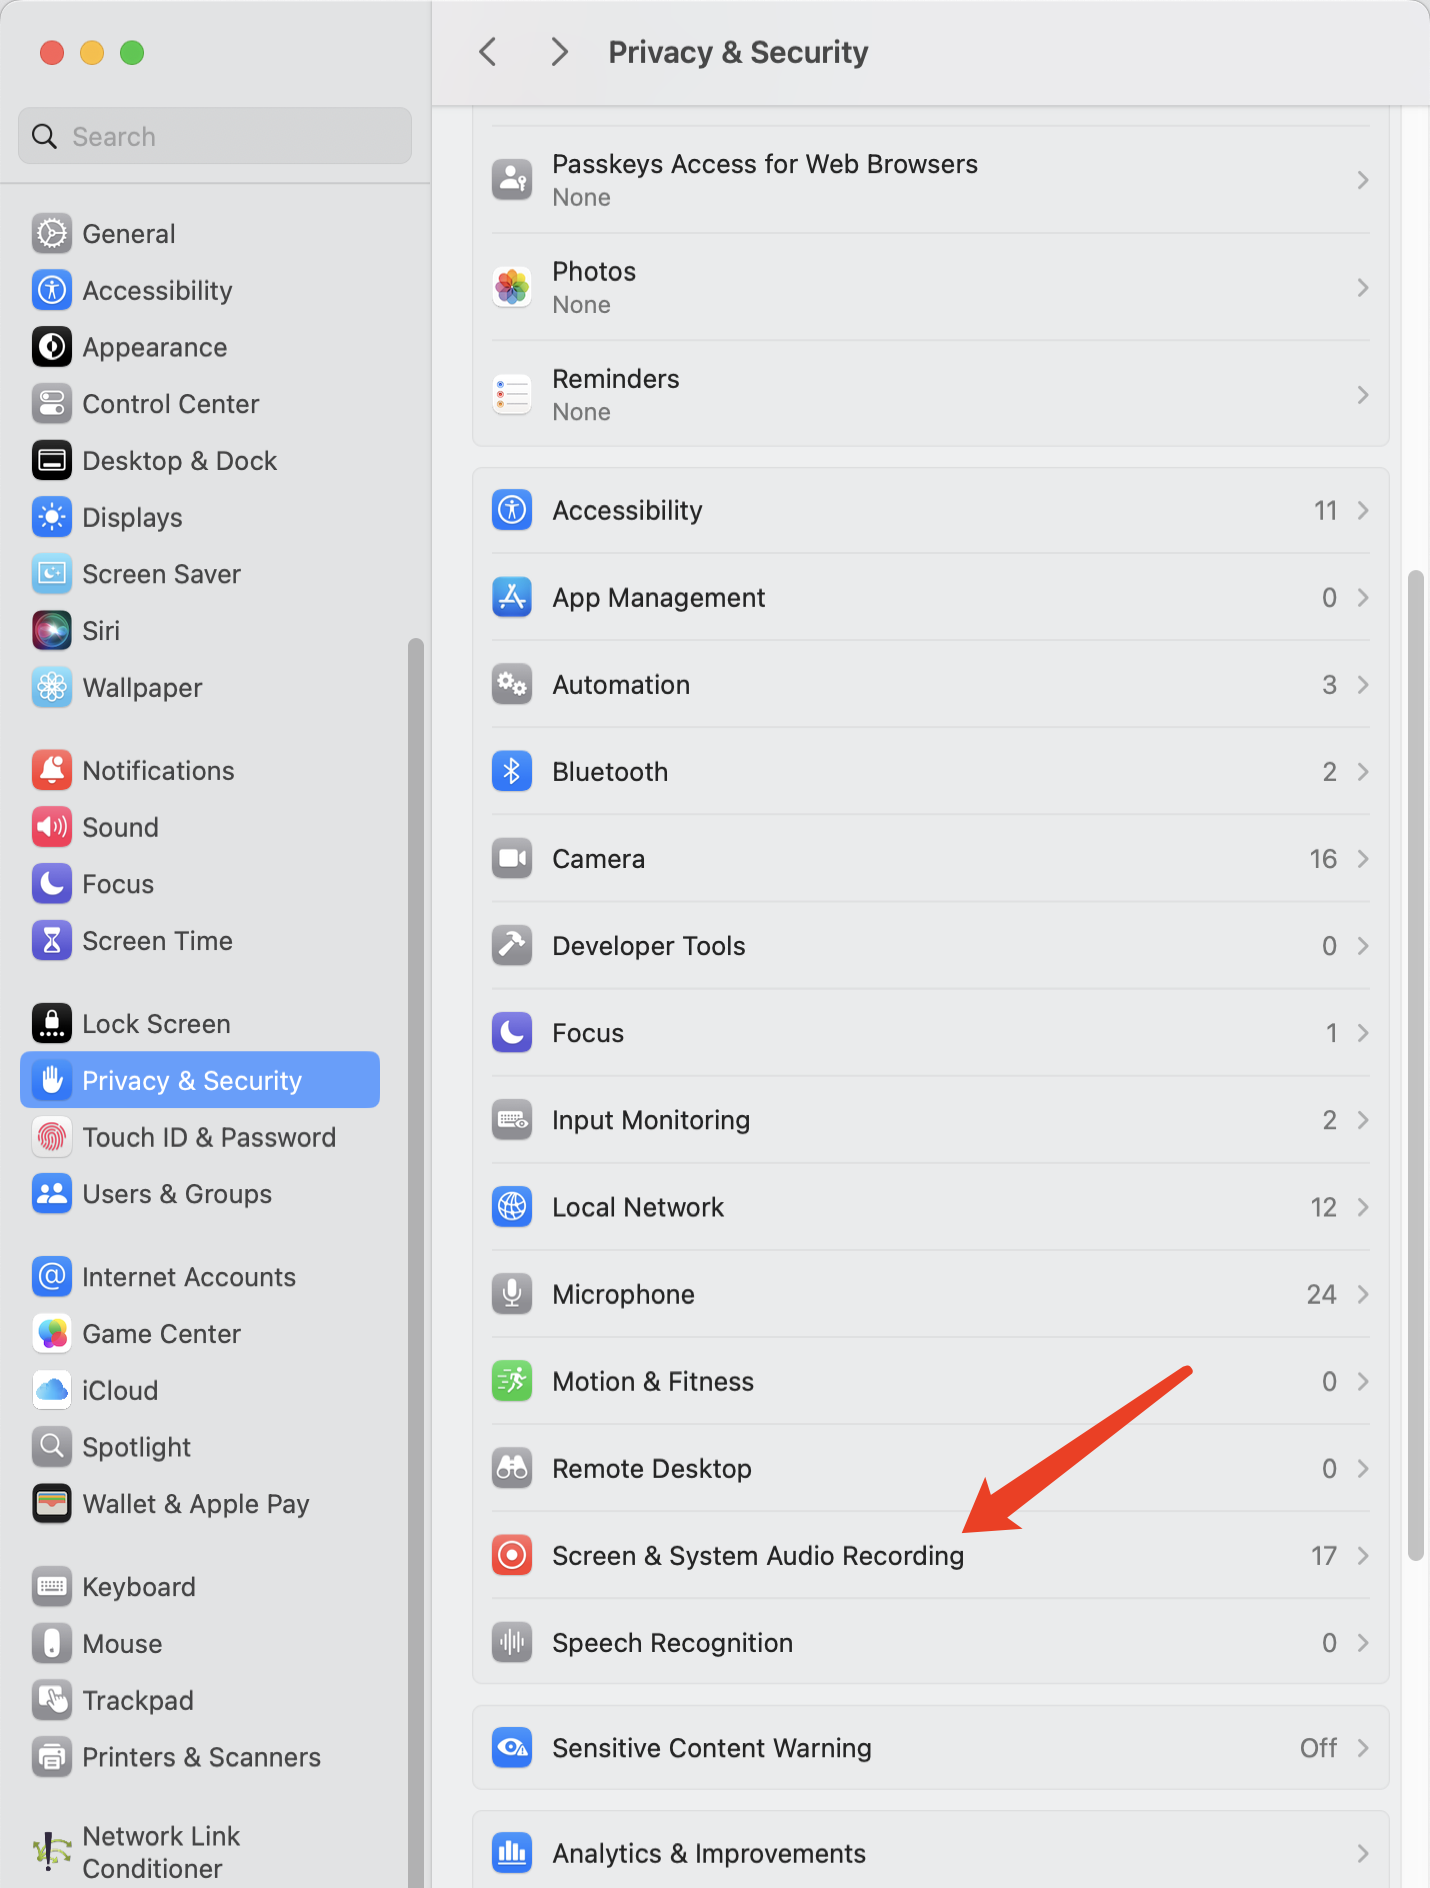 Privacy & Security
Search
General
Accessibility
Appearance
Control Center
Desktop & Dock
Displays
Screen Saver
Siri
Wallpaper
Notifications
Sound
Focus
Screen Time
Lock Screen
Privacy & Security
Touch ID & Password
Users & Groups
Internet Accounts
Game Center
iCloud
Spotlight
Wallet & Apple Pay
Keyboard
Mouse
Trackpad
Printers & Scanners
Network Link
Conditioner
Passkeys Access for Web Browsers
None
Photos
None
Reminders
None
Accessibility 11
App Management 0
Automation 3
Bluetooth 2
Camera 16
Developer Tools 0
Focus 1
Input Monitoring 2
Local Network 12
Microphone 24
Motion & Fitness 0
Remote Desktop 0
Screen & System Audio Recording 17
Speech Recognition 0
Sensitive Content Warning Off
Analytics & Improvements